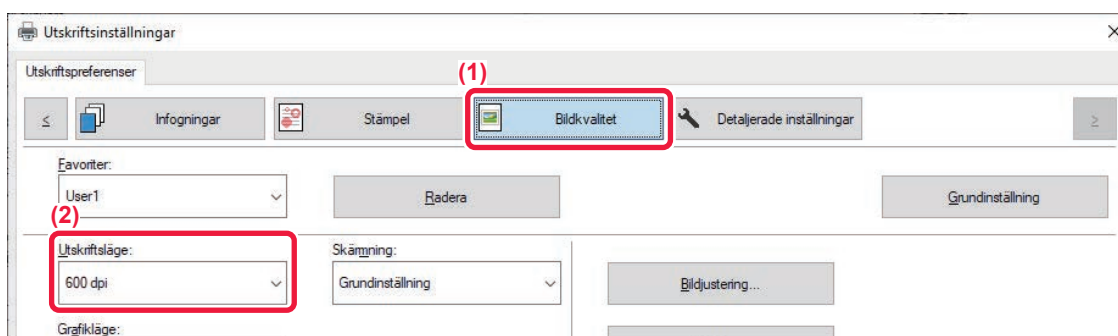 Utskriftsinställningar
Utskriftspreferenser
(1)
≤ Infogningar Stämpel Bildkvalitet Detaljerade inställningar ≥
Favoriter:
User1 Radera Grundinställning
(2)
Utskriftsläge: Skärmning:
600 dpi Grundinställning Bildjustering...
Grafikläge: